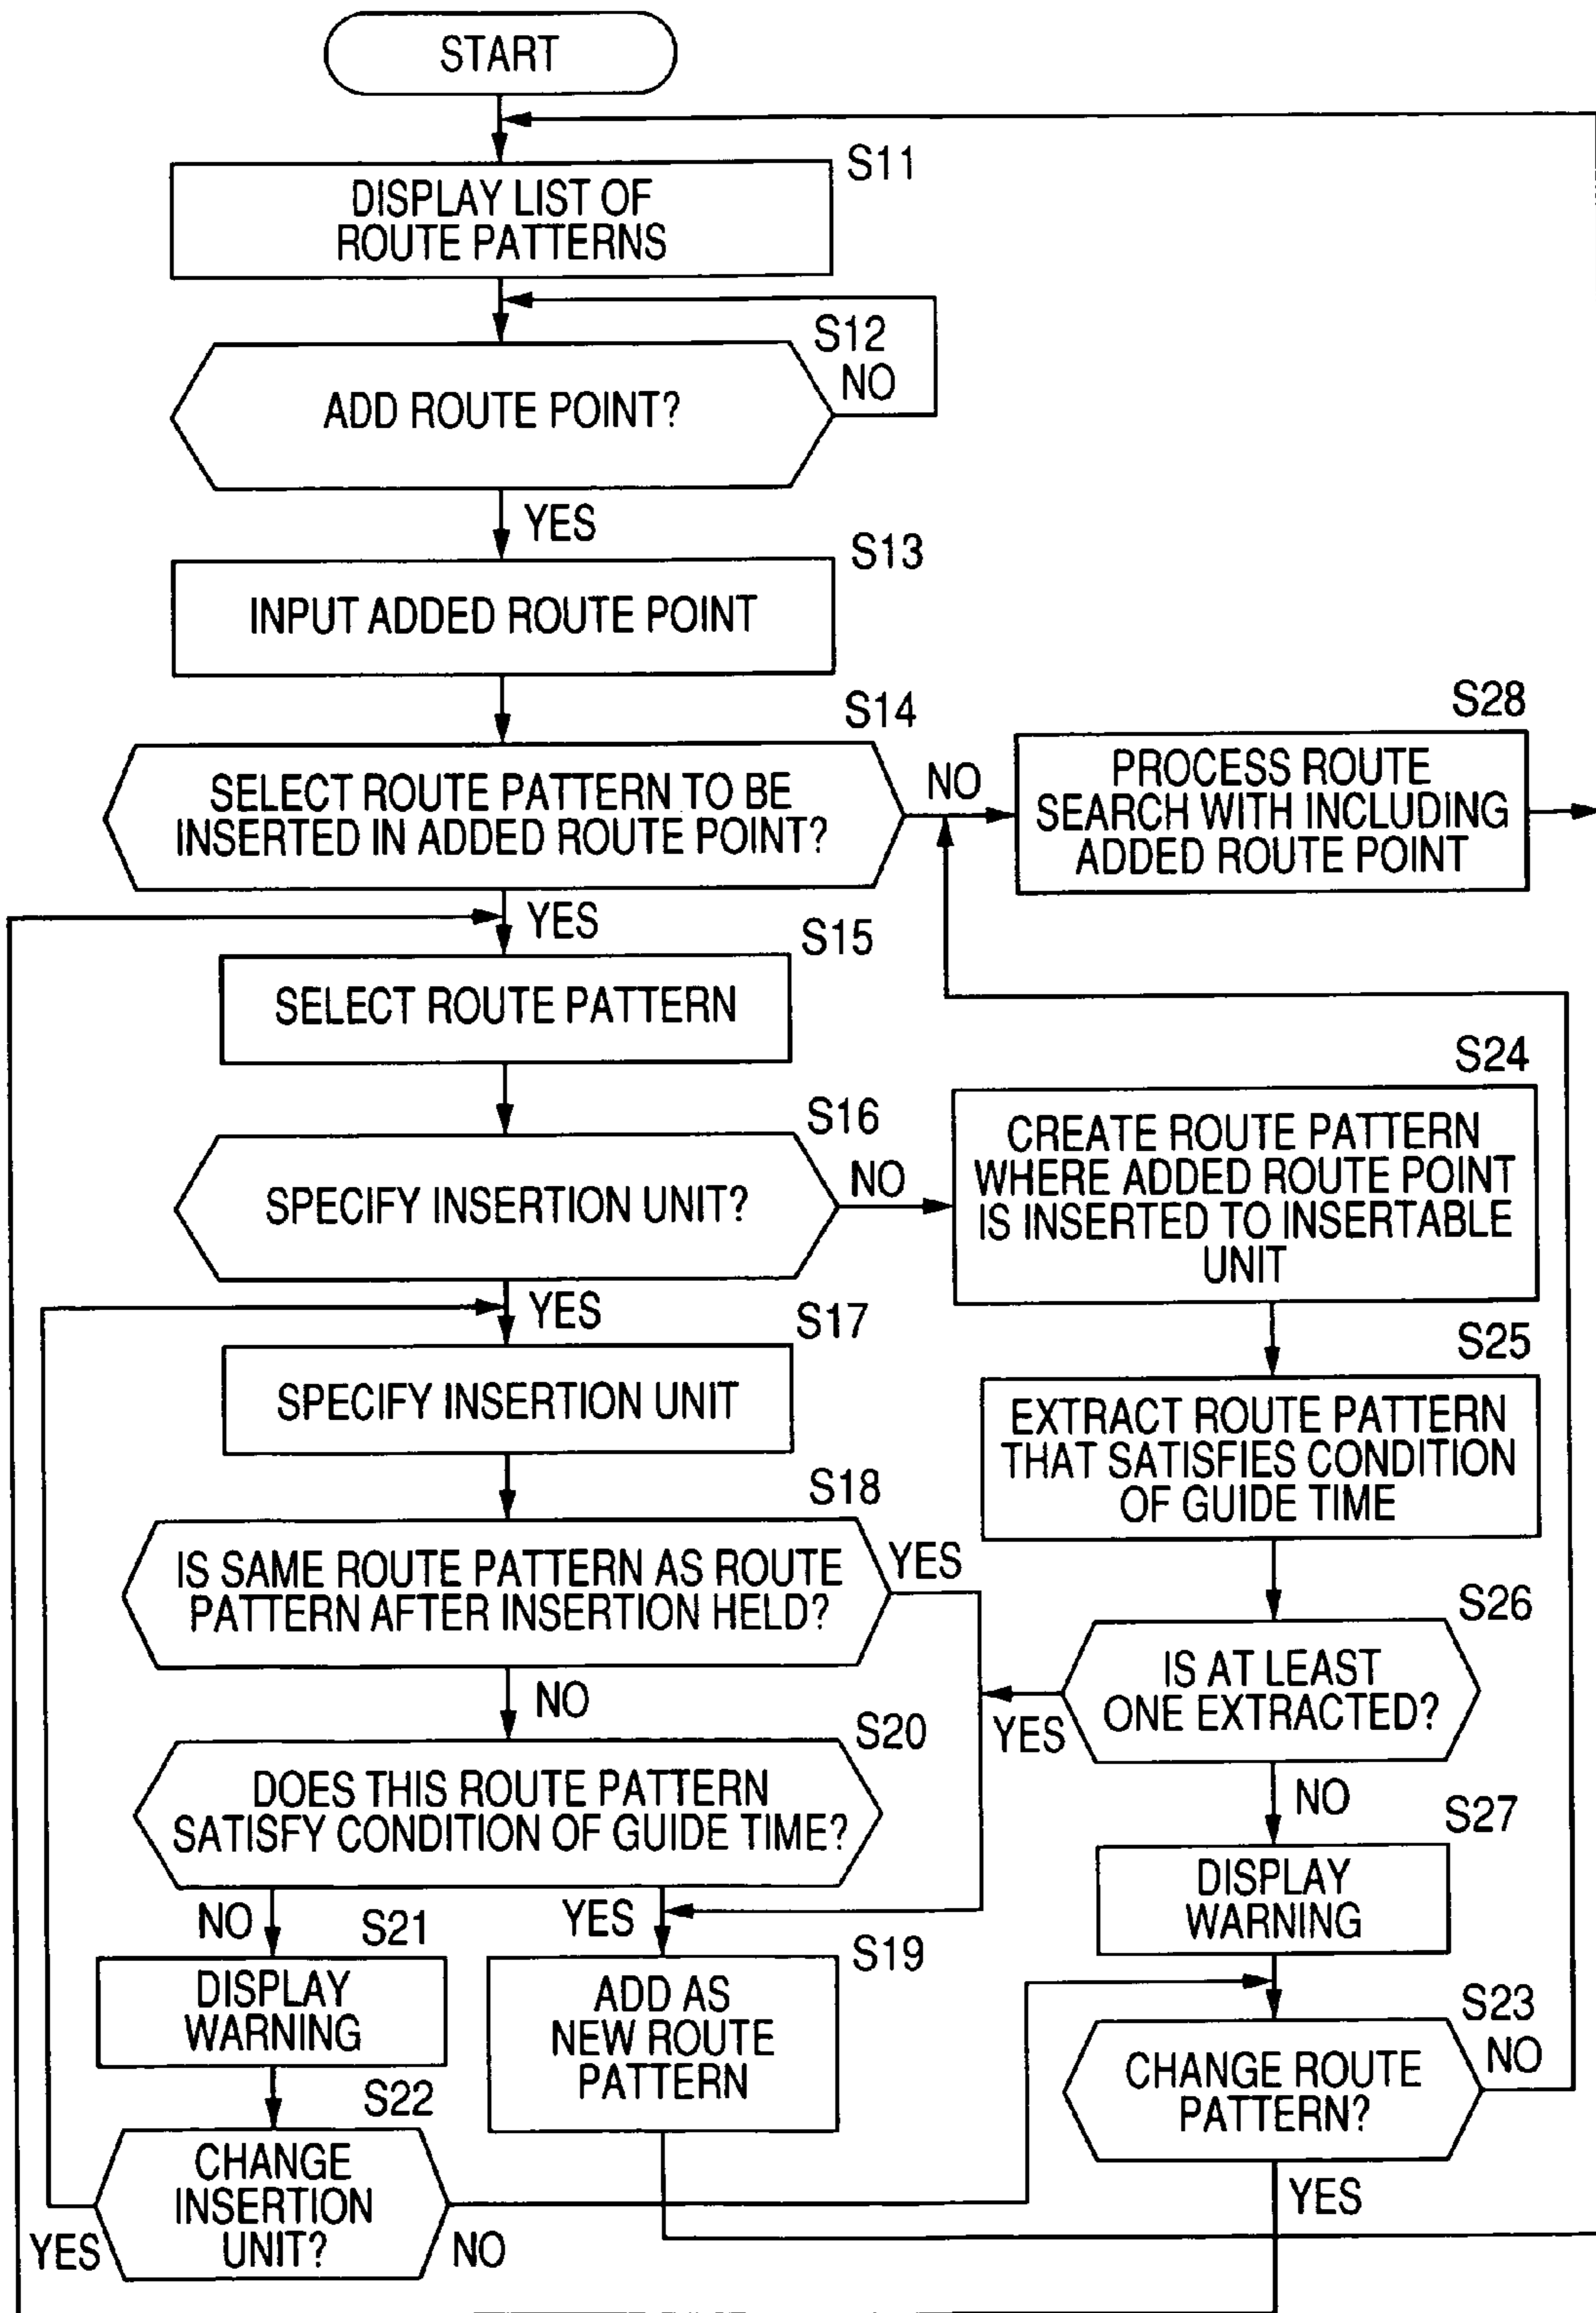 START
S11
DISPLAY LIST OF
ROUTE PATTERNS
S12
NO
ADD ROUTE POINT?
YES
S13
INPUT ADDED ROUTE POINT
S14
SELECT ROUTE PATTERN TO BE
INSERTED IN ADDED ROUTE POINT?
NO
S28
PROCESS ROUTE
SEARCH WITH INCLUDING
ADDED ROUTE POINT
YES
S15
SELECT ROUTE PATTERN
S16
SPECIFY INSERTION UNIT?
NO
S24
CREATE ROUTE PATTERN
WHERE ADDED ROUTE POINT
IS INSERTED TO INSERTABLE
UNIT
YES
S17
SPECIFY INSERTION UNIT
S25
EXTRACT ROUTE PATTERN
THAT SATISFIES CONDITION
OF GUIDE TIME
S18
IS SAME ROUTE PATTERN AS ROUTE
PATTERN AFTER INSERTION HELD?
YES
S26
IS AT LEAST
ONE EXTRACTED?
YES
NO
NO
S20
DOES THIS ROUTE PATTERN
SATISFY CONDITION OF GUIDE TIME?
S27
DISPLAY
WARNING
NO
S21
DISPLAY
WARNING
YES
S19
ADD AS
NEW ROUTE
PATTERN
S23
CHANGE ROUTE
PATTERN?
NO
YES
S22
CHANGE
INSERTION
UNIT?
YES
NO